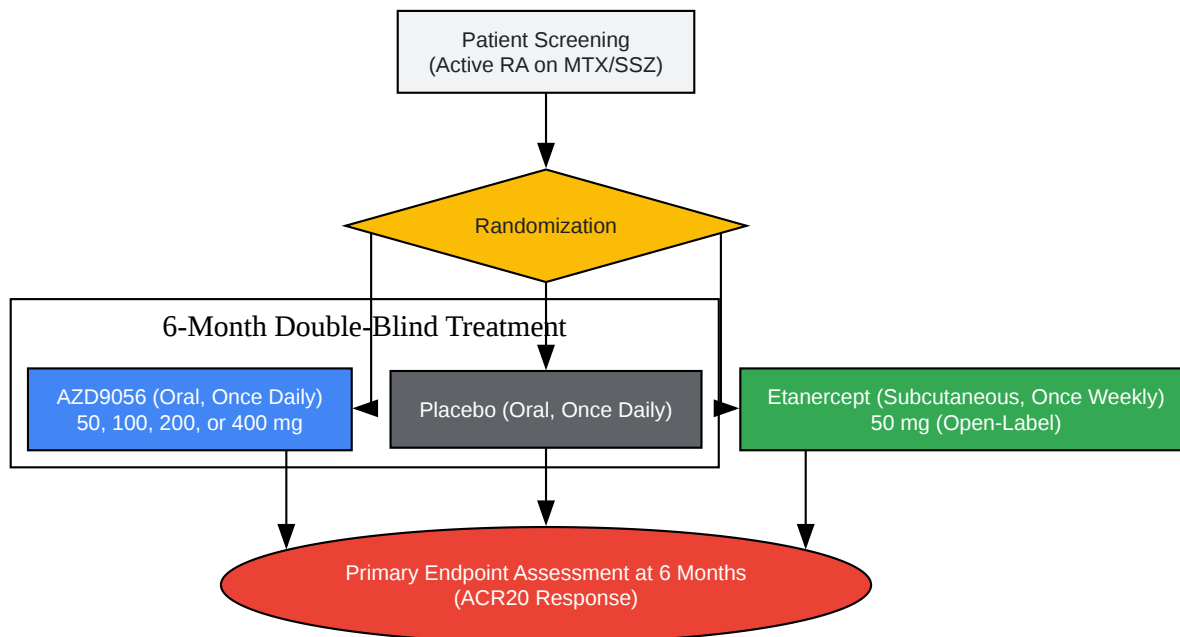 Patient Screening
(Active RA on MTX/SSZ)
Randomization
6-Month Double-Blind Treatment
AZD9056 (Oral, Once Daily)
50, 100, 200, or 400 mg
Placebo (Oral, Once Daily)
Etanercept (Subcutaneous, Once Weekly)
50 mg (Open-Label)
Primary Endpoint Assessment at 6 Months
(ACR20 Response)